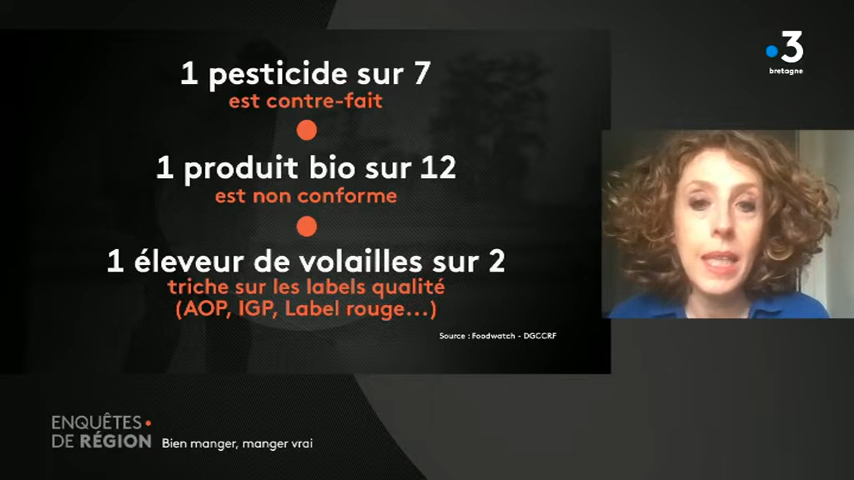 3
bretagne
1 pesticide sur 7
est contre-fait
1 produit bio sur 12
est non conforme
1 éleveur de volailles sur 2
triche sur les labels qualité
(AOP, IGP, Label rouge...)
Source : Foodwatch - DGCCRF
ENQUÊTES
DE RÉGION Bien manger, manger vrai